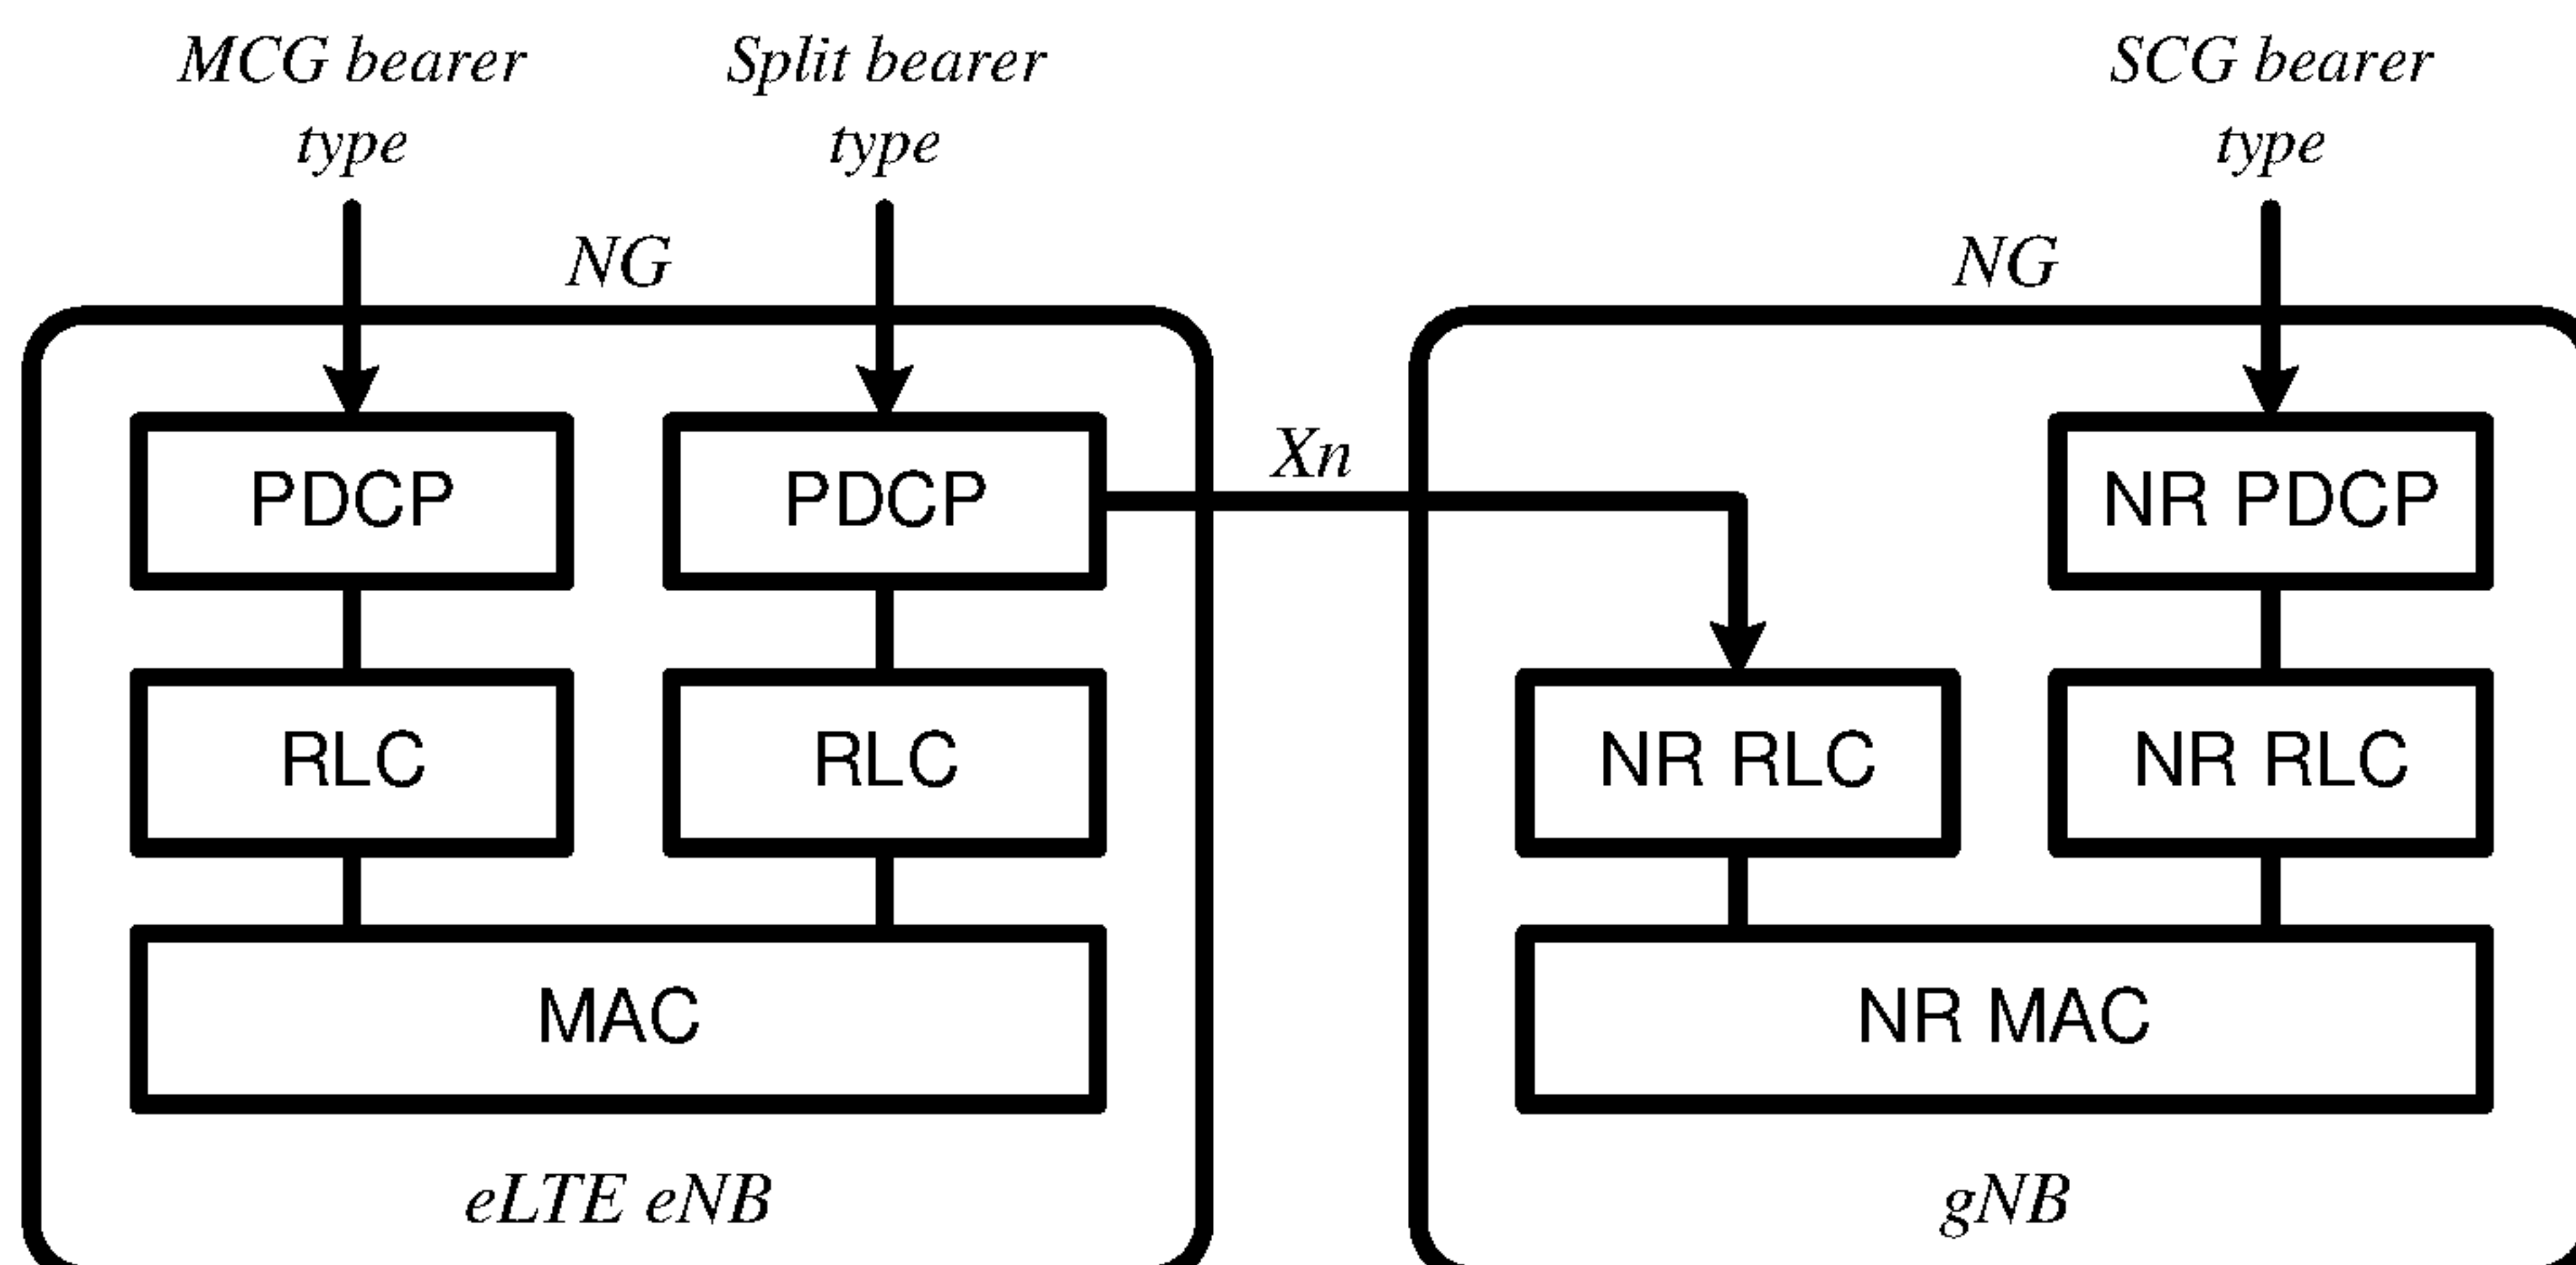 MCG bearer
type
Split bearer
type
SCG bearer
type
NG
NG
Xn
PDCP
PDCP
NR PDCP
RLC
RLC
NR RLC
NR RLC
MAC
NR MAC
eLTE eNB
gNB